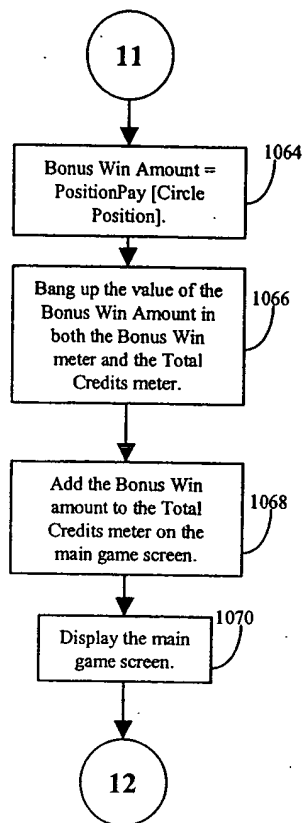 11
1064
Bonus Win Amount =
PositionPay [Circle
Position].
1066
Bang up the value of the
Bonus Win Amount in
both the Bonus Win
meter and the Total
Credits meter.
1068
Add the Bonus Win
amount to the Total
Credits meter on the
main game screen.
1070
Display the main
game screen.
12